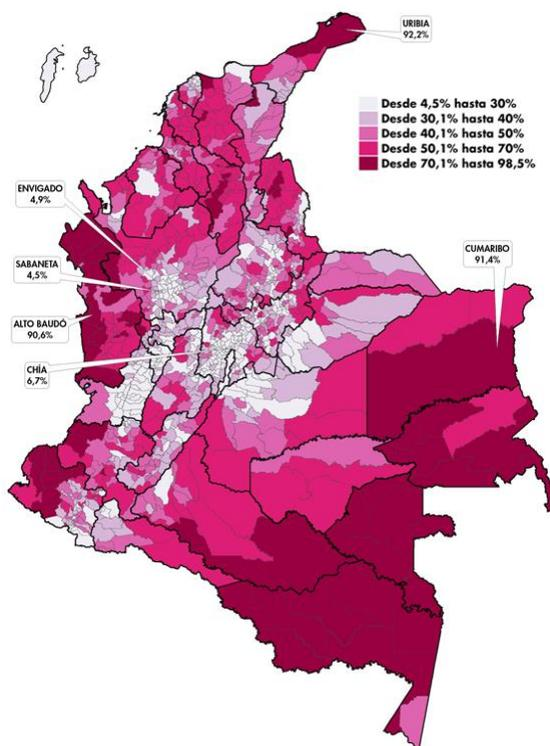 URIBIA
92,2%
Desde 4,5% hasta 30%
Desde 30,1% hasta 40%
Desde 40,1% hasta 50%
Desde 50,1% hasta 70%
Desde 70,1% hasta 98,5%
ENVIGADO
4,9%
CUMARIBO
91,4%
SABANETA
4,5%
ALTO BAUDÓ
90,6%
CHÍA
6,7%